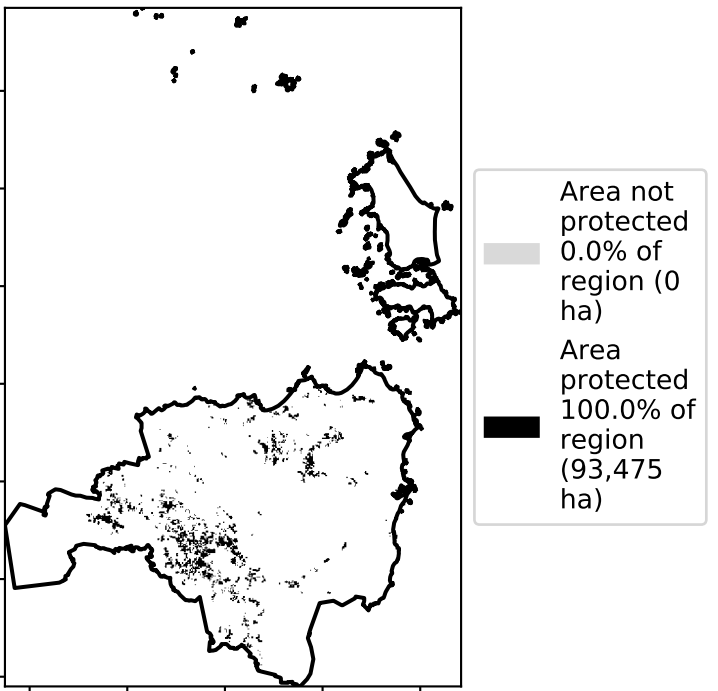 Area not
protected
0.0% of
region (0
ha)
Area
protected
100.0% of
region
(93,475
ha)